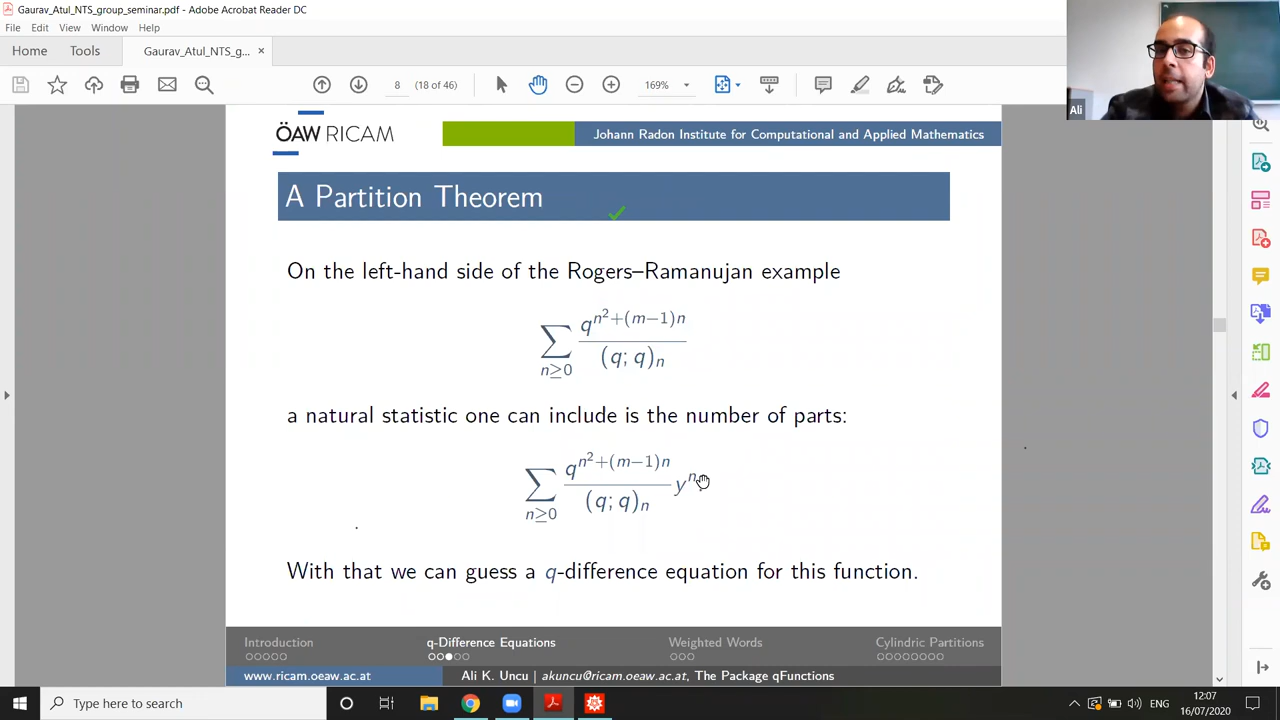 Gaurav_Atul_NTS_group_seminar.pdf - Adobe Acrobat Reader DC
File Edit View Window Help
Home Tools Gaurav_Atul_NTS_g... ×
8 (18 of 46) 169%
Ali
ÖAW RICAM Johann Radon Institute for Computational and Applied Mathematics
A Partition Theorem
On the left-hand side of the Rogers–Ramanujan example
∑_{n≥0} q^{n²+(m−1)n} / (q; q)_n
a natural statistic one can include is the number of parts:
∑_{n≥0} q^{n²+(m−1)n} / (q; q)_n y^n
With that we can guess a q-difference equation for this function.
Introduction q-Difference Equations Weighted Words Cylindric Partitions
www.ricam.oeaw.ac.at Ali K. Uncu | akuncu@ricam.oeaw.ac.at, The Package qFunctions
Type here to search
ENG
12:07
16/07/2020